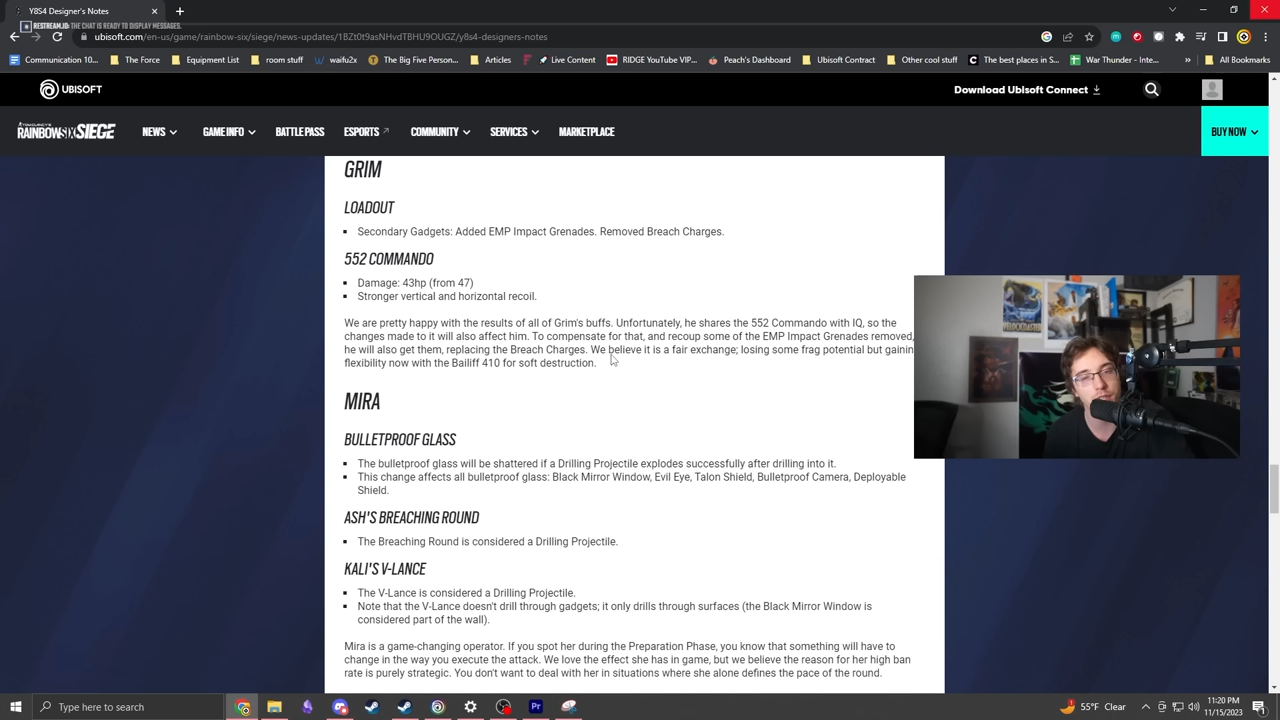 Y8S4 Designer's Notes
RESTREAM.IO: THE CHAT IS READY TO DISPLAY MESSAGES.
ubisoft.com/en-us/game/rainbow-six/siege/news-updates/1BZt0t9asNHvdTBHU9OUGZ/y8s4-designers-notes
Communication 10... The Force Equipment List room stuff waifu2x The Big Five Person... Articles Live Content RIDGE YouTube VIP... Peach's Dashboard Ubisoft Contract Other cool stuff The best places in S... War Thunder - Inte... » All Bookmarks
UBISOFT Download Ubisoft Connect
RAINBOWSIX SIEGE NEWS GAME INFO BATTLE PASS ESPORTS COMMUNITY SERVICES MARKETPLACE BUY NOW
GRIM
LOADOUT
Secondary Gadgets: Added EMP Impact Grenades. Removed Breach Charges.
552 COMMANDO
Damage: 43hp (from 47)
Stronger vertical and horizontal recoil.
We are pretty happy with the results of all of Grim's buffs. Unfortunately, he shares the 552 Commando with IQ, so the
changes made to it will also affect him. To compensate for that, and recoup some of the EMP Impact Grenades removed,
he will also get them, replacing the Breach Charges. We believe it is a fair exchange; losing some frag potential but gainin
flexibility now with the Bailiff 410 for soft destruction.
MIRA
BULLETPROOF GLASS
The bulletproof glass will be shattered if a Drilling Projectile explodes successfully after drilling into it.
This change affects all bulletproof glass: Black Mirror Window, Evil Eye, Talon Shield, Bulletproof Camera, Deployable
Shield.
ASH'S BREACHING ROUND
The Breaching Round is considered a Drilling Projectile.
KALI'S V-LANCE
The V-Lance is considered a Drilling Projectile.
Note that the V-Lance doesn't drill through gadgets; it only drills through surfaces (the Black Mirror Window is
considered part of the wall).
Mira is a game-changing operator. If you spot her during the Preparation Phase, you know that something will have to
change in the way you execute the attack. We love the effect she has in game, but we believe the reason for her high ban
rate is purely strategic. You don't want to deal with her in situations where she alone defines the pace of the round.
Type here to search
55°F Clear
11:20 PM
11/15/2023